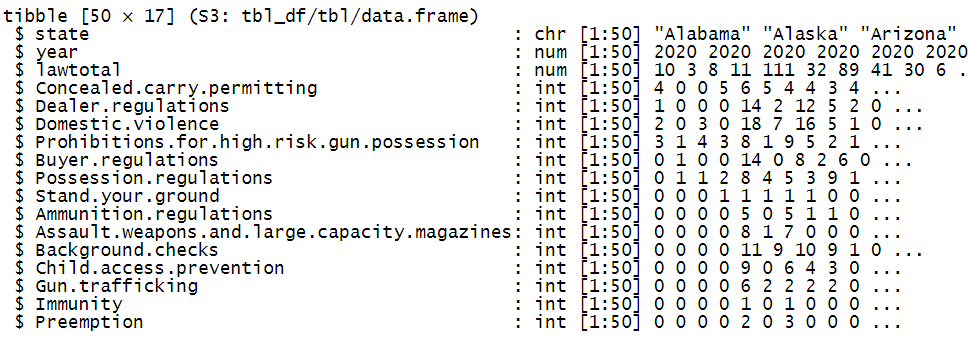 tibble [50 × 17] (S3: tbl_df/tbl/data.frame)
 $ state                                       : chr [1:50] "Alabama" "Alaska" "Arizona"
 $ year                                        : num [1:50] 2020 2020 2020 2020 2020 2020
 $ lawtotal                                    : num [1:50] 10 3 8 11 111 32 89 41 30 6 .
 $ Concealed.carry.permitting                  : int [1:50] 4 0 0 5 6 5 4 4 3 4 ...
 $ Dealer.regulations                          : int [1:50] 1 0 0 0 14 2 12 5 2 0 ...
 $ Domestic.violence                           : int [1:50] 2 0 3 0 18 7 16 5 1 0 ...
 $ Prohibitions.for.high.risk.gun.possession   : int [1:50] 3 1 4 3 8 1 9 5 2 1 ...
 $ Buyer.regulations                           : int [1:50] 0 1 0 0 14 0 8 2 6 0 ...
 $ Possession.regulations                      : int [1:50] 0 1 1 2 8 4 5 3 9 1 ...
 $ Stand.your.ground                           : int [1:50] 0 0 0 1 1 1 1 1 0 0 ...
 $ Ammunition.regulations                      : int [1:50] 0 0 0 0 5 0 5 1 1 0 ...
 $ Assault.weapons.and.large.capacity.magazines: int [1:50] 0 0 0 0 8 1 7 0 0 0 ...
 $ Background.checks                           : int [1:50] 0 0 0 0 11 9 10 9 1 0 ...
 $ Child.access.prevention                     : int [1:50] 0 0 0 0 9 0 6 4 3 0 ...
 $ Gun.trafficking                             : int [1:50] 0 0 0 0 6 2 2 2 2 0 ...
 $ Immunity                                    : int [1:50] 0 0 0 0 1 0 1 0 0 0 ...
 $ Preemption                                  : int [1:50] 0 0 0 0 2 0 3 0 0 0 ...